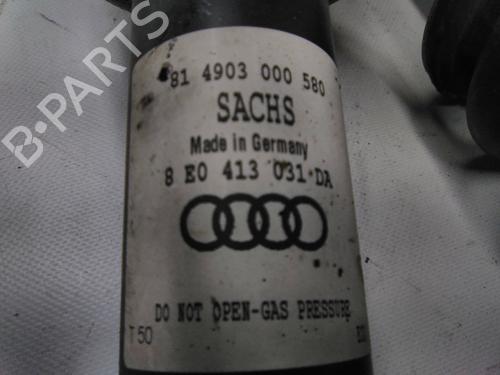 B-PARTS
81 4903 000 580
SACHS
Made in Germany
8 E0 413 031 DA
DO NOT OPEN-GAS PRESSURE
T 50